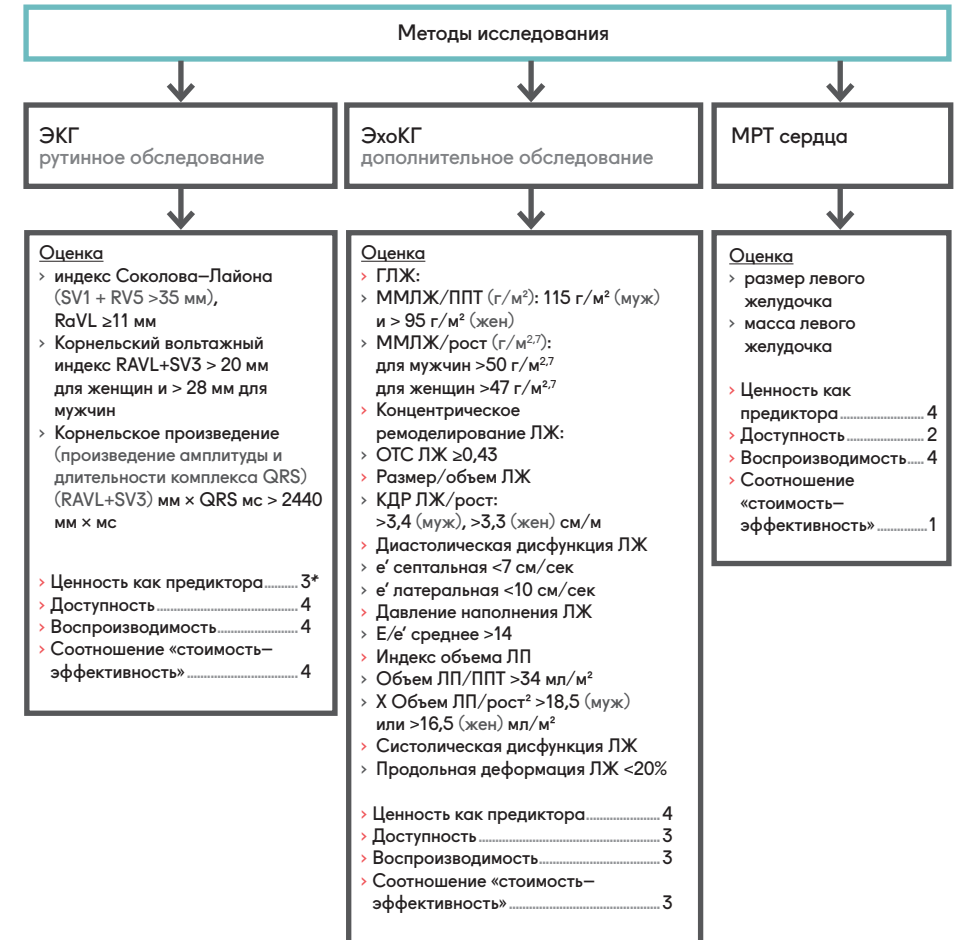 Методы исследования
ЭКГ
рутинное обследование
ЭхоКГ
дополнительное обследование
МРТ сердца
Оценка
› индекс Соколова–Лайона
(SV1 + RV5 >35 мм),
RaVL ≥11 мм
› Корнельский вольтажный
индекс RAVL+SV3 > 20 мм
для женщин и > 28 мм для
мужчин
› Корнельское произведение
(произведение амплитуды и
длительности комплекса QRS)
(RAVL+SV3) мм × QRS мс > 2440
мм × мс
› Ценность как предиктора.......... 3*
› Доступность.......... 4
› Воспроизводимость.......... 4
› Соотношение «стоимость–
эффективность».......... 4
Оценка
› ГЛЖ:
› ММЛЖ/ППТ (г/м²): 115 г/м² (муж)
и > 95 г/м² (жен)
› ММЛЖ/рост (г/м²,⁷):
для мужчин >50 г/м²,⁷
для женщин >47 г/м²,⁷
› Концентрическое
ремоделирование ЛЖ:
› ОТС ЛЖ ≥0,43
› Размер/объем ЛЖ
› КДР ЛЖ/рост:
>3,4 (муж), >3,3 (жен) см/м
› Диастолическая дисфункция ЛЖ
› e′ септальная <7 см/сек
› e′ латеральная <10 см/сек
› Давление наполнения ЛЖ
› E/e′ среднее >14
› Индекс объема ЛП
› Объем ЛП/ППТ >34 мл/м²
› X Объем ЛП/рост² >18,5 (муж)
или >16,5 (жен) мл/м²
› Систолическая дисфункция ЛЖ
› Продольная деформация ЛЖ <20%
› Ценность как предиктора.......... 4
› Доступность.......... 3
› Воспроизводимость.......... 3
› Соотношение «стоимость–
эффективность».......... 3
Оценка
› размер левого
желудочка
› масса левого
желудочка
› Ценность как
предиктора.......... 4
› Доступность.......... 2
› Воспроизводимость..... 4
› Соотношение
«стоимость–
эффективность».......... 1